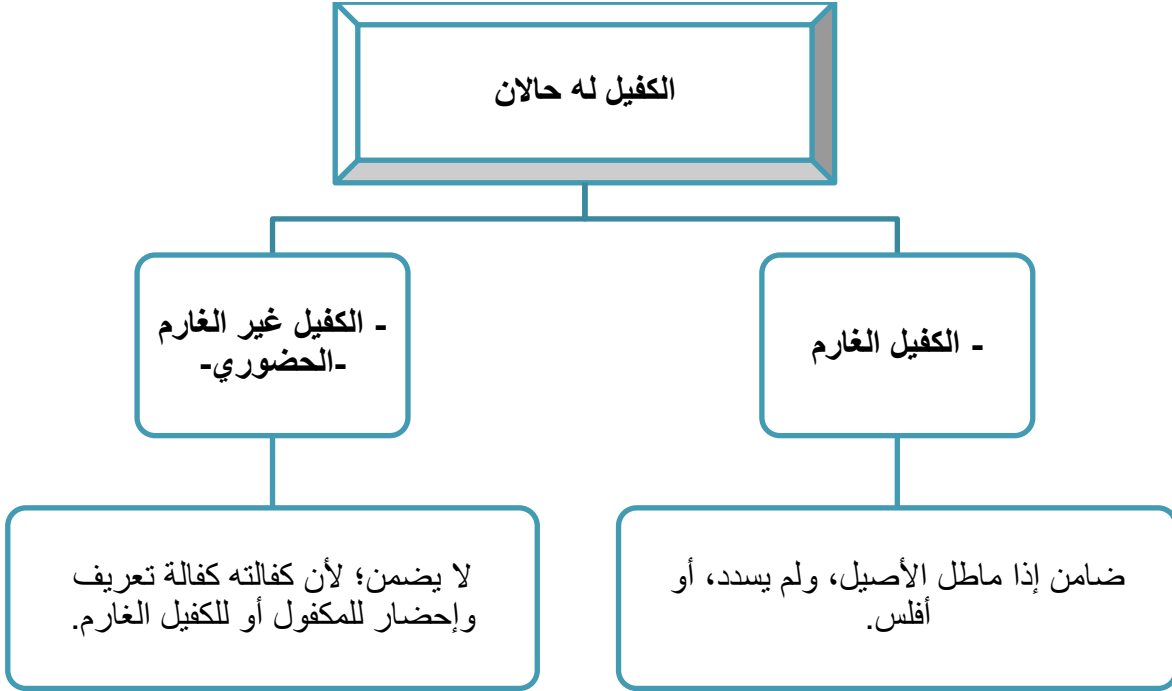 الكفيل له حالان
- الكفيل الغارم
- الكفيل غير الغارم
-الحضوري-
ضامن إذا ماطل الأصيل، ولم يسدد، أو
أفلس.
لا يضمن؛ لأن كفالته كفالة تعريف
وإحضار للمكفول أو للكفيل الغارم.